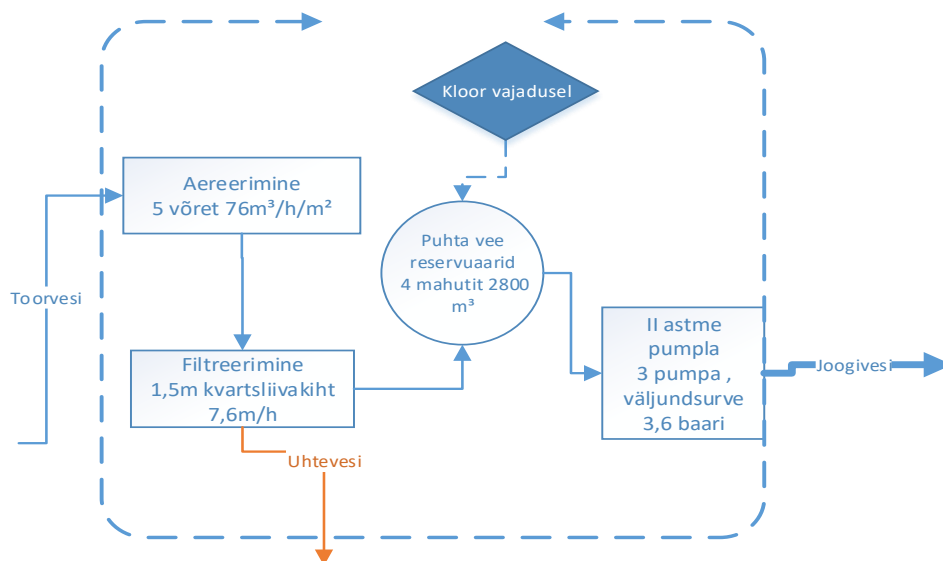 Kloor vajadusel
Aereerimine
5 võret 76m³/h/m²
Toorvesi
Puhta vee
reservuaarid
4 mahutit 2800
m³
Filtreerimine
1,5m kvartsliivakiht
7,6m/h
Uhtevesi
II astme
pumpla
3 pumpa ,
väljundsurve
3,6 baari
Joogivesi